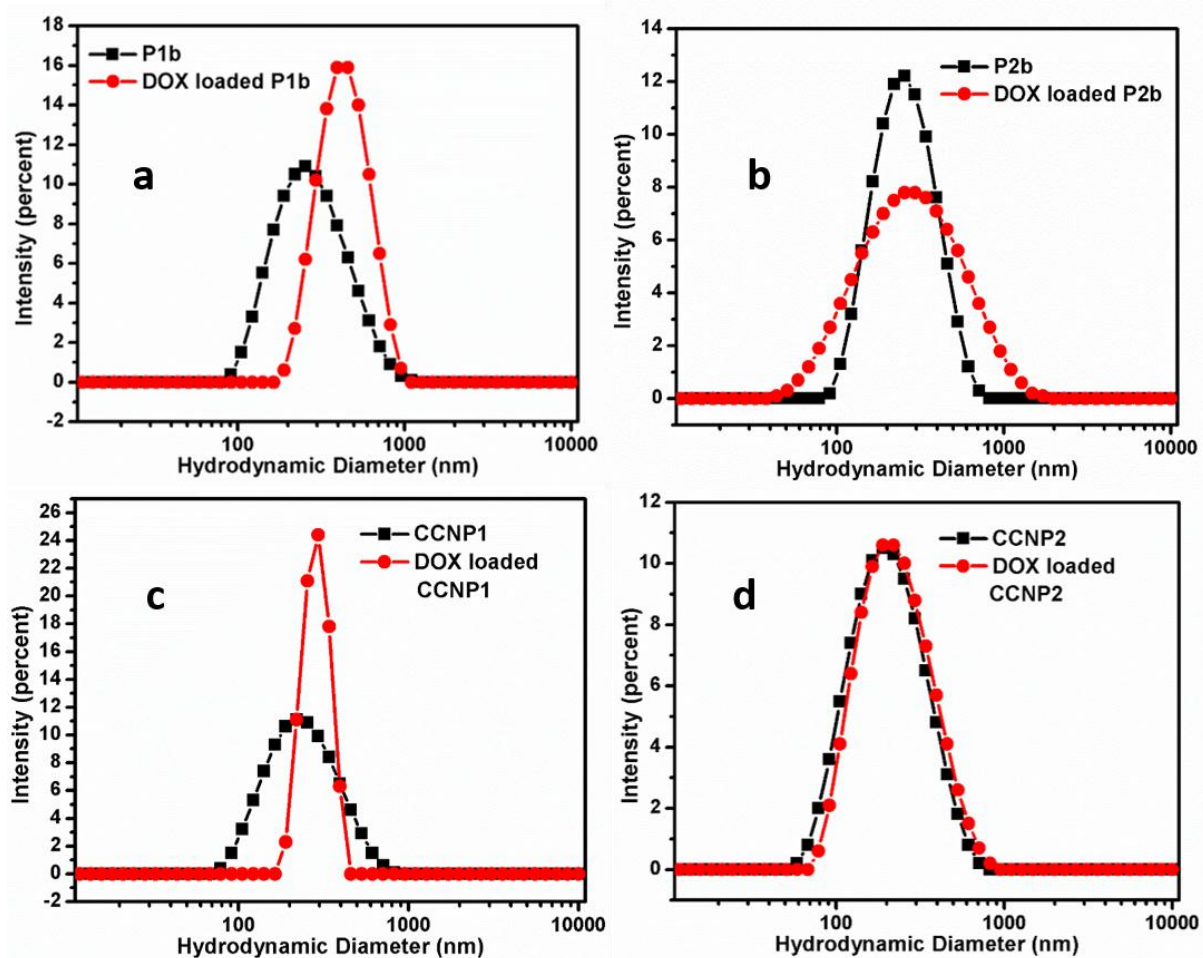 18
16
14
12
10
8
6
4
2
0
-2
Intensity (percent)
P1b
DOX loaded P1b
a
100
1000
10000
Hydrodynamic Diameter (nm)
14
12
10
8
6
4
2
0
Intensity (percent)
P2b
DOX loaded P2b
b
100
1000
10000
Hydrodynamic Diameter (nm)
26
24
22
20
18
16
14
12
10
8
6
4
2
0
-2
Intensity (percent)
CCNP1
DOX loaded
CCNP1
c
100
1000
10000
Hydrodynamic Diameter (nm)
12
10
8
6
4
2
0
Intensity (percent)
CCNP2
DOX loaded
CCNP2
d
100
1000
10000
Hydrodynamic Diameter (nm)